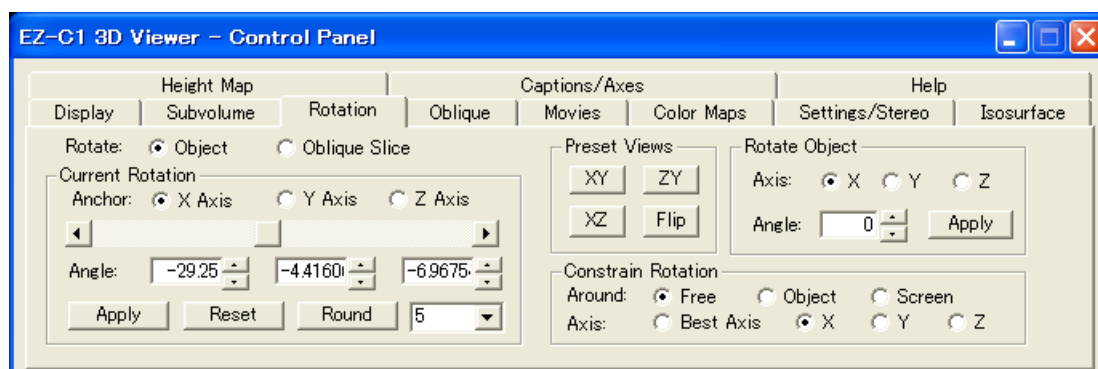 EZ-C1 3D Viewer - Control Panel
Height Map Captions/Axes Help
Display Subvolume Rotation Oblique Movies Color Maps Settings/Stereo Isosurface
Rotate: Object Oblique Slice
Current Rotation
Anchor: X Axis Y Axis Z Axis
Angle: -29.25 -4.4160 -6.9675
Apply Reset Round 5
Preset Views
XY ZY
XZ Flip
Rotate Object
Axis: X Y Z
Angle: 0 Apply
Constrain Rotation
Around: Free Object Screen
Axis: Best Axis X Y Z